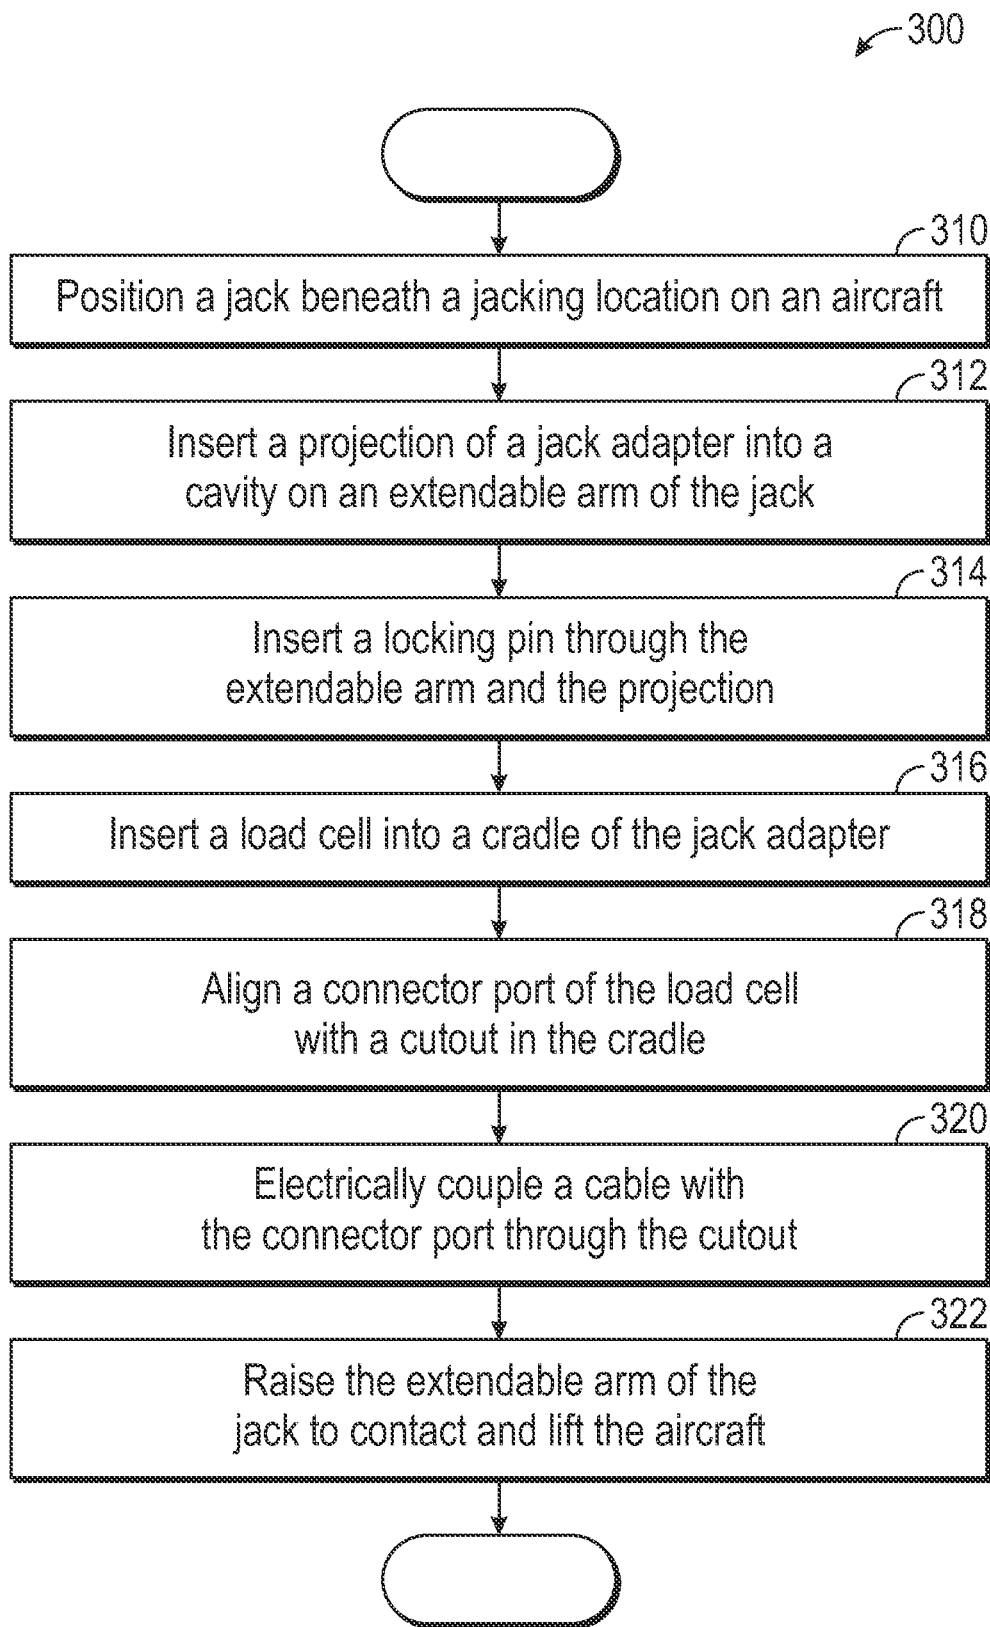 300
310
Position a jack beneath a jacking location on an aircraft
312
Insert a projection of a jack adapter into a
cavity on an extendable arm of the jack
314
Insert a locking pin through the
extendable arm and the projection
316
Insert a load cell into a cradle of the jack adapter
318
Align a connector port of the load cell
with a cutout in the cradle
320
Electrically couple a cable with
the connector port through the cutout
322
Raise the extendable arm of the
jack to contact and lift the aircraft